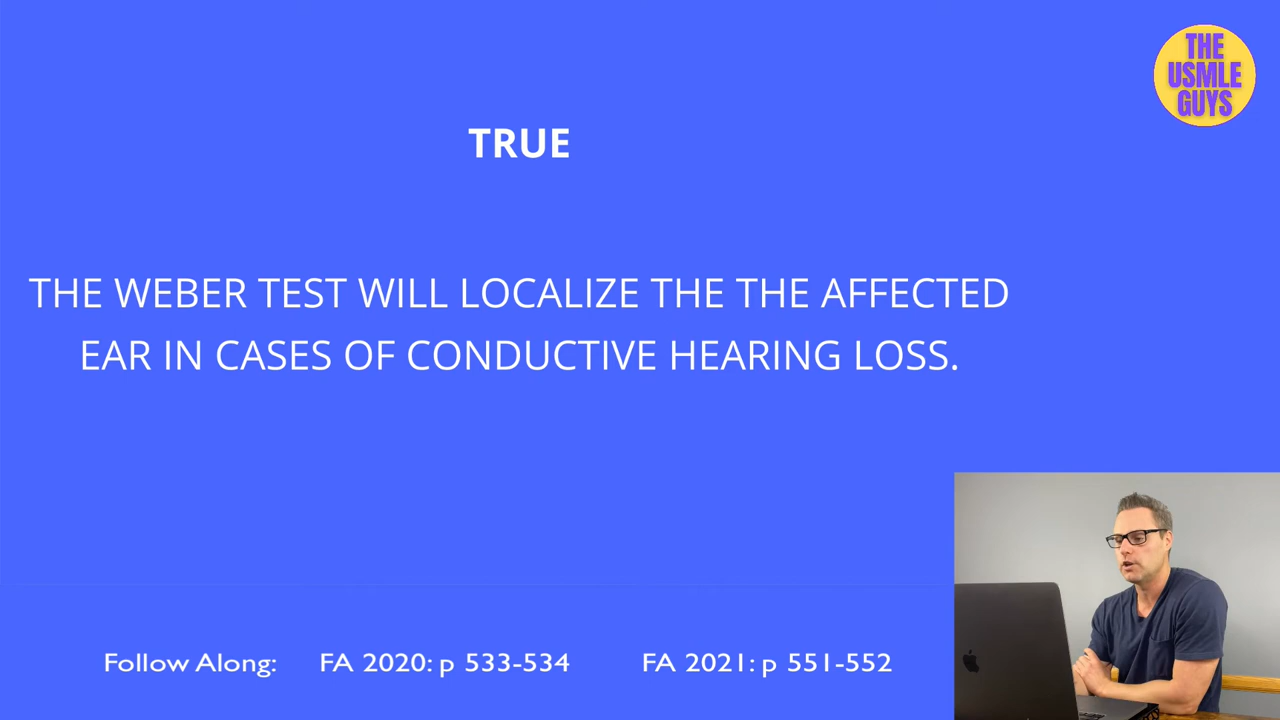 THE
USMLE
GUYS
TRUE
THE WEBER TEST WILL LOCALIZE THE THE AFFECTED
EAR IN CASES OF CONDUCTIVE HEARING LOSS.
Follow Along: FA 2020: p 533-534 FA 2021: p 551-552